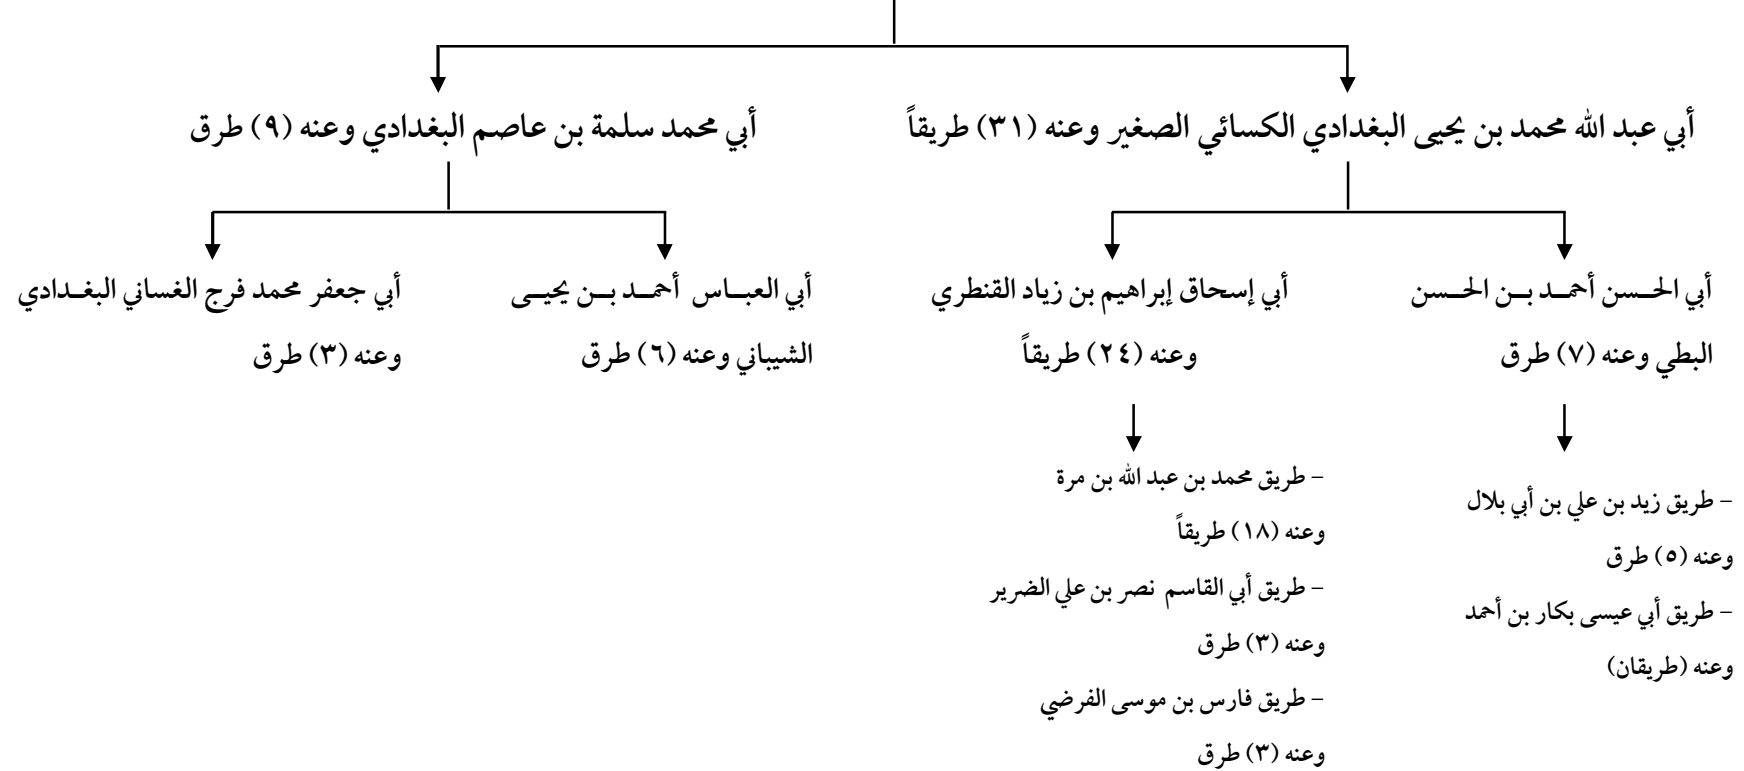 أبي عبد الله محمد بن يحيى البغدادي الكسائي الصغير وعنه (٣١) طريقاً
أبي محمد سلمة بن عاصم البغدادي وعنه (٩) طرق
أبي الحسن أحمد بن الحسن
البطي وعنه (٧) طرق
أبي إسحاق إبراهيم بن زياد القنطري
وعنه (٢٤) طريقاً
أبي العباس أحمد بن يحيى
الشيباني وعنه (٦) طرق
أبي جعفر محمد فرج الغساني البغدادي
وعنه (٣) طرق
– طريق زيد بن علي بن أبي بلال
وعنه (٥) طرق
– طريق أبي عيسى بكار بن أحمد
وعنه (طريقان)
– طريق محمد بن عبد الله بن مرة
وعنه (١٨) طريقاً
– طريق أبي القاسم نصر بن علي الضرير
وعنه (٣) طرق
– طريق فارس بن موسى الفرضي
وعنه (٣) طرق